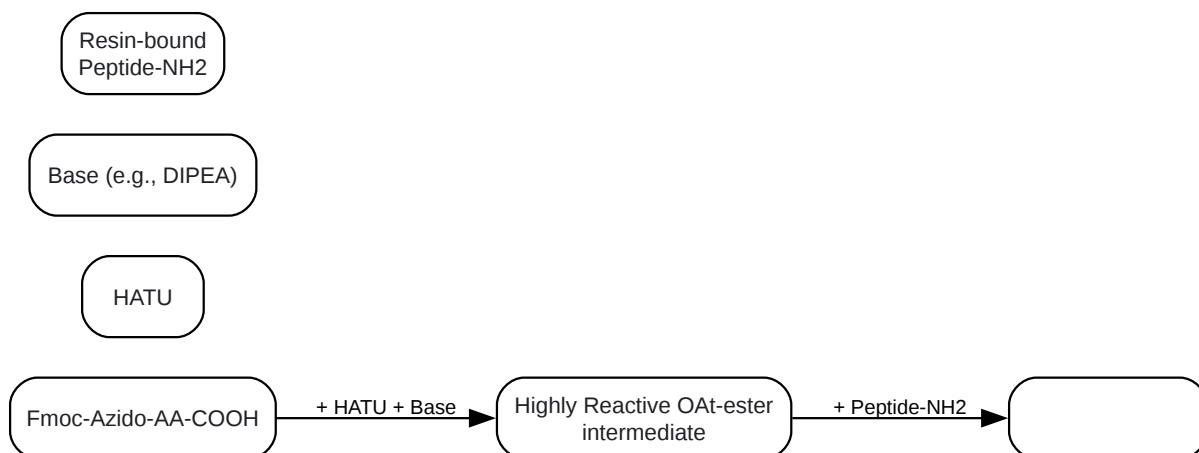 Resin-bound
Peptide-NH2
Base (e.g., DIPEA)
HATU
Fmoc-Azido-AA-COOH
+ HATU + Base
Highly Reactive OAt-ester
intermediate
+ Peptide-NH2